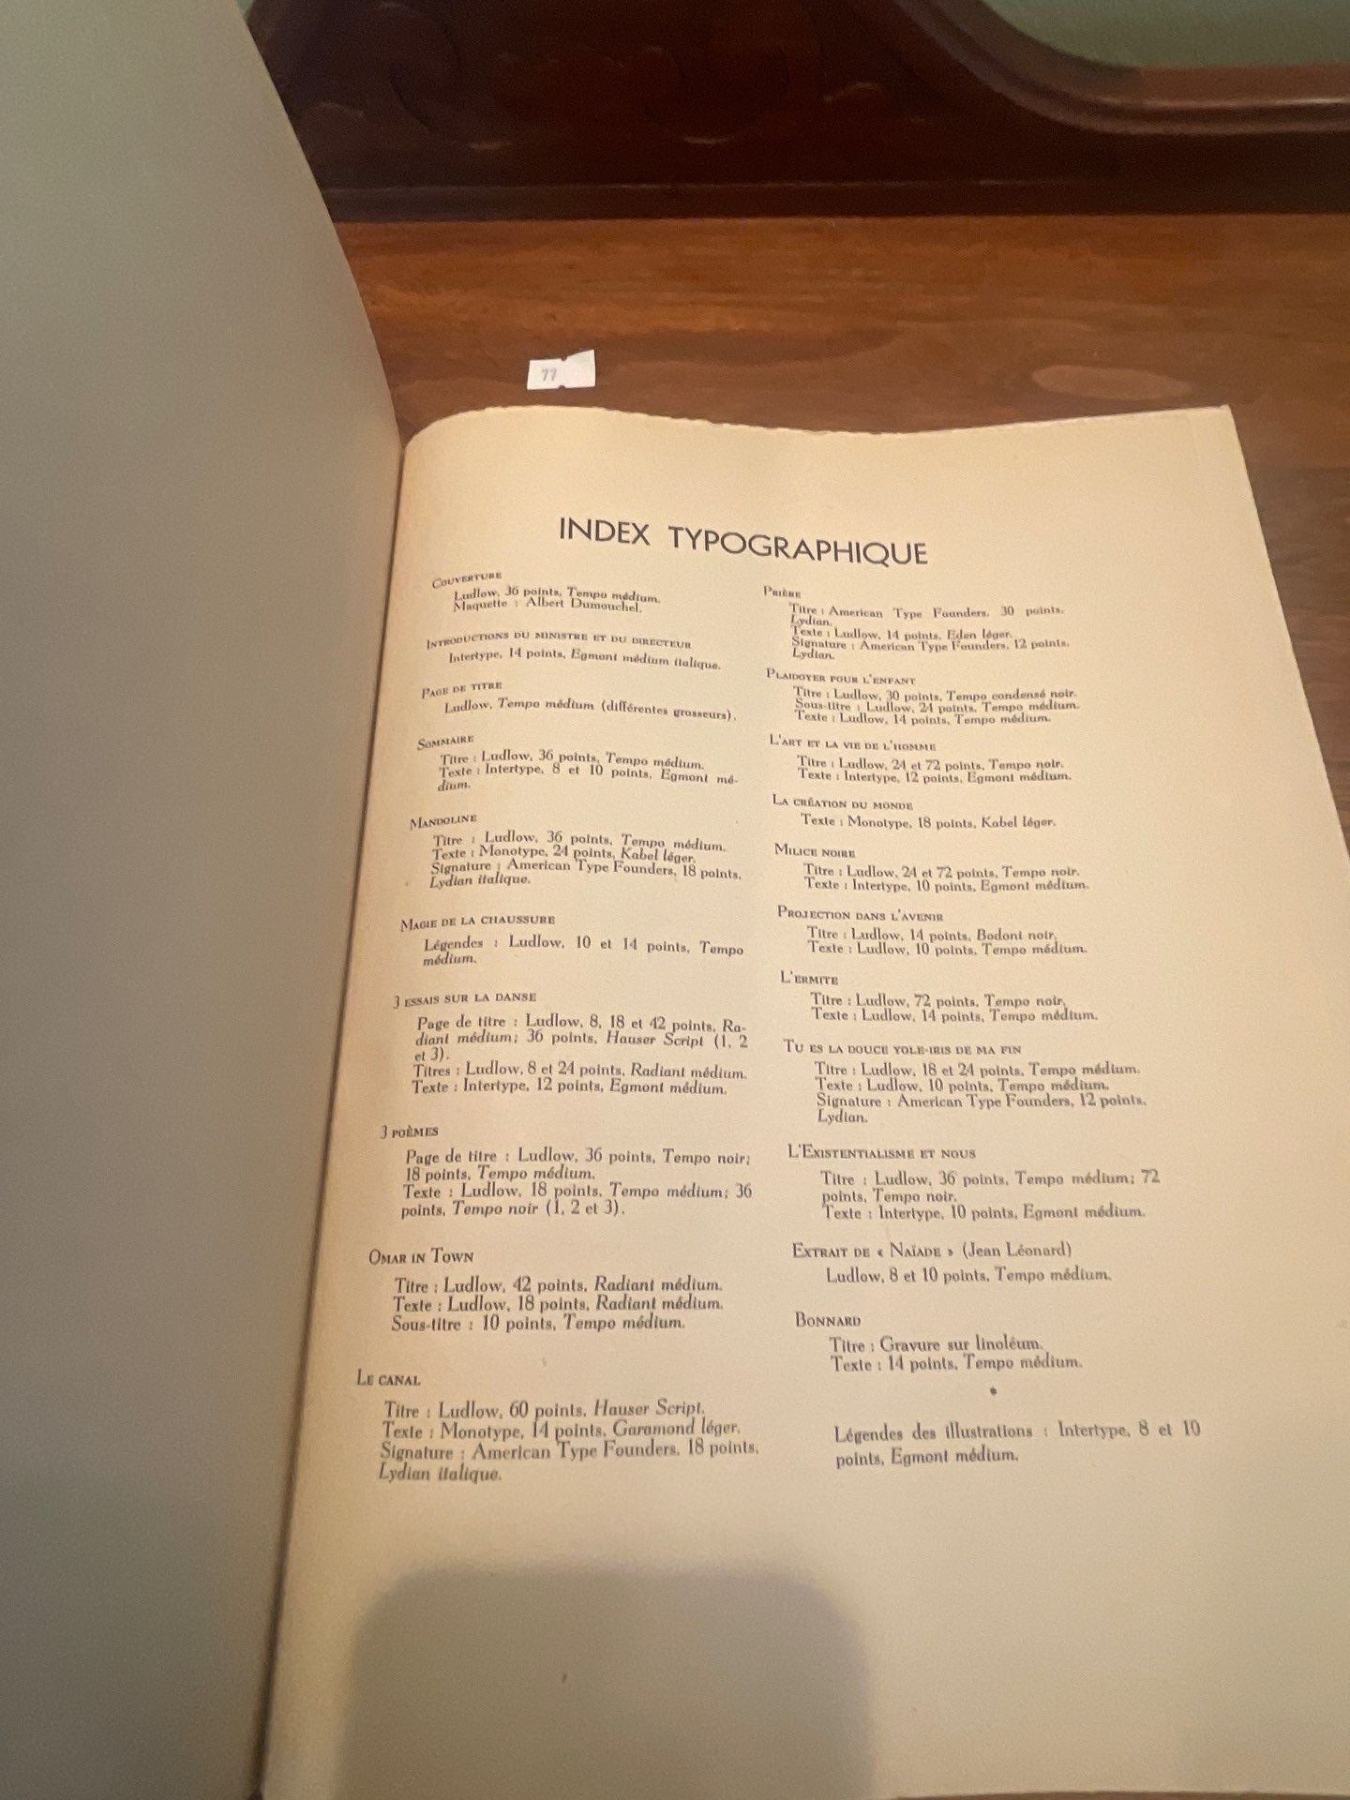 77
INDEX TYPOGRAPHIQUE
COUVERTURE
Ludlow, 36 points, Tempo médium.
Maquette : Albert Dumouchel.
INTRODUCTIONS DU MINISTRE ET DU DIRECTEUR
Intertype, 14 points, Egmont médium italique.
PAGE DE TITRE
Ludlow, Tempo médium (différentes grosseurs).
SOMMAIRE
Titre : Ludlow, 36 points, Tempo médium.
Texte : Intertype, 8 et 10 points, Egmont mé-
dium.
MANDOLINE
Titre : Ludlow, 36 points, Tempo médium.
Texte : Monotype, 24 points, Kabel léger.
Signature : American Type Founders, 18 points,
Lydian italique.
MAGIE DE LA CHAUSSURE
Légendes : Ludlow, 10 et 14 points, Tempo
médium.
3 ESSAIS SUR LA DANSE
Page de titre : Ludlow, 8, 18 et 42 points, Ra-
diant médium; 36 points, Hauser Script (1, 2
et 3).
Titres : Ludlow, 8 et 24 points, Radiant médium.
Texte : Intertype, 12 points, Egmont médium.
3 POÈMES
Page de titre : Ludlow, 36 points, Tempo noir;
18 points, Tempo médium.
Texte : Ludlow, 18 points, Tempo médium; 36
points, Tempo noir (1, 2 et 3).
OMAR IN TOWN
Titre : Ludlow, 42 points, Radiant médium.
Texte : Ludlow, 18 points, Radiant médium.
Sous-titre : 10 points, Tempo médium.
LE CANAL
Titre : Ludlow, 60 points, Hauser Script.
Texte : Monotype, 14 points, Garamond léger.
Signature : American Type Founders, 18 points,
Lydian italique.
PRIÈRE
Titre : American Type Founders, 30 points,
Lydian.
Texte : Ludlow, 14 points, Eden léger.
Signature : American Type Founders, 12 points,
Lydian.
PLAIDOYER POUR L'ENFANT
Titre : Ludlow, 30 points, Tempo condensé noir.
Sous-titre : Ludlow, 24 points, Tempo médium.
Texte : Ludlow, 14 points, Tempo médium.
L'ART ET LA VIE DE L'HOMME
Titre : Ludlow, 24 et 72 points, Tempo noir.
Texte : Intertype, 12 points, Egmont médium.
LA CRÉATION DU MONDE
Texte : Monotype, 18 points, Kabel léger.
MILICE NOIRE
Titre : Ludlow, 24 et 72 points, Tempo noir.
Texte : Intertype, 10 points, Egmont médium.
PROJECTION DANS L'AVENIR
Titre : Ludlow, 14 points, Bodoni noir.
Texte : Ludlow, 10 points, Tempo médium.
L'ERMITE
Titre : Ludlow, 72 points, Tempo noir.
Texte : Ludlow, 14 points, Tempo médium.
TU ES LA DOUCE YOLE-IRIS DE MA FIN
Titre : Ludlow, 18 et 24 points, Tempo médium.
Texte : Ludlow, 10 points, Tempo médium.
Signature : American Type Founders, 12 points,
Lydian.
L'EXISTENTIALISME ET NOUS
Titre : Ludlow, 36 points, Tempo médium; 72
points, Tempo noir.
Texte : Intertype, 10 points, Egmont médium.
EXTRAIT DE « NAÏADE » (Jean Léonard)
Ludlow, 8 et 10 points, Tempo médium.
BONNARD
Titre : Gravure sur linoléum.
Texte : 14 points, Tempo médium.
Légendes des illustrations : Intertype, 8 et 10
points, Egmont médium.